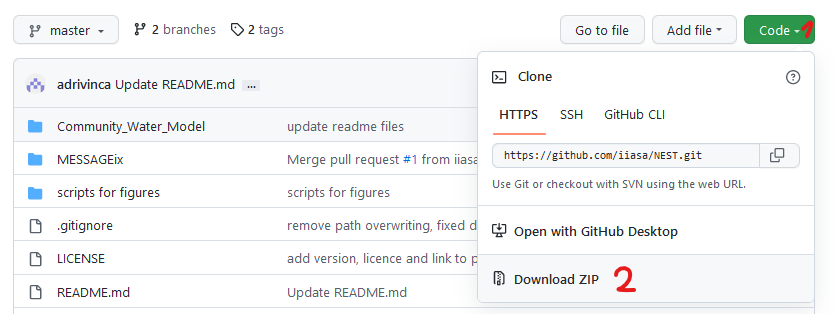 master 2 branches 2 tags Go to file Add file Code 1
adrivinca Update README.md ...
Clone
HTTPS SSH GitHub CLI
https://github.com/iiasa/NEST.git
Use Git or checkout with SVN using the web URL.
Open with GitHub Desktop
Download ZIP 2
Community_Water_Model update readme files
MESSAGEix Merge pull request #1 from iiasa
scripts for figures scripts for figures
.gitignore remove path overwriting, fixed d
LICENSE add version, licence and link to p
README.md Update README.md